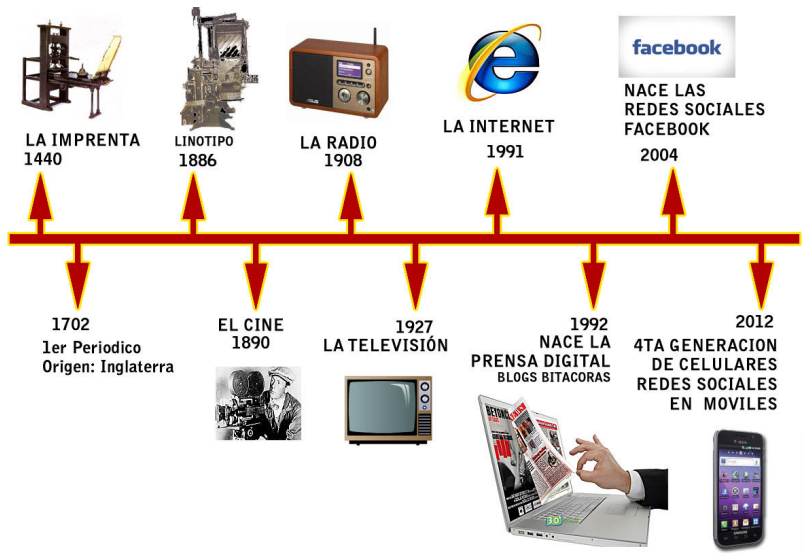 facebook
LA IMPRENTA
1440
LINOTIPO
1886
LA RADIO
1908
LA INTERNET
1991
NACE LAS
REDES SOCIALES
FACEBOOK
2004
1702
1er Periodico
Origen: Inglaterra
EL CINE
1890
1927
LA TELEVISIÓN
1992
NACE LA
PRENSA DIGITAL
BLOGS BITACORAS
2012
4TA GENERACION
DE CELULARES
REDES SOCIALES
EN MOVILES
BEYONCE